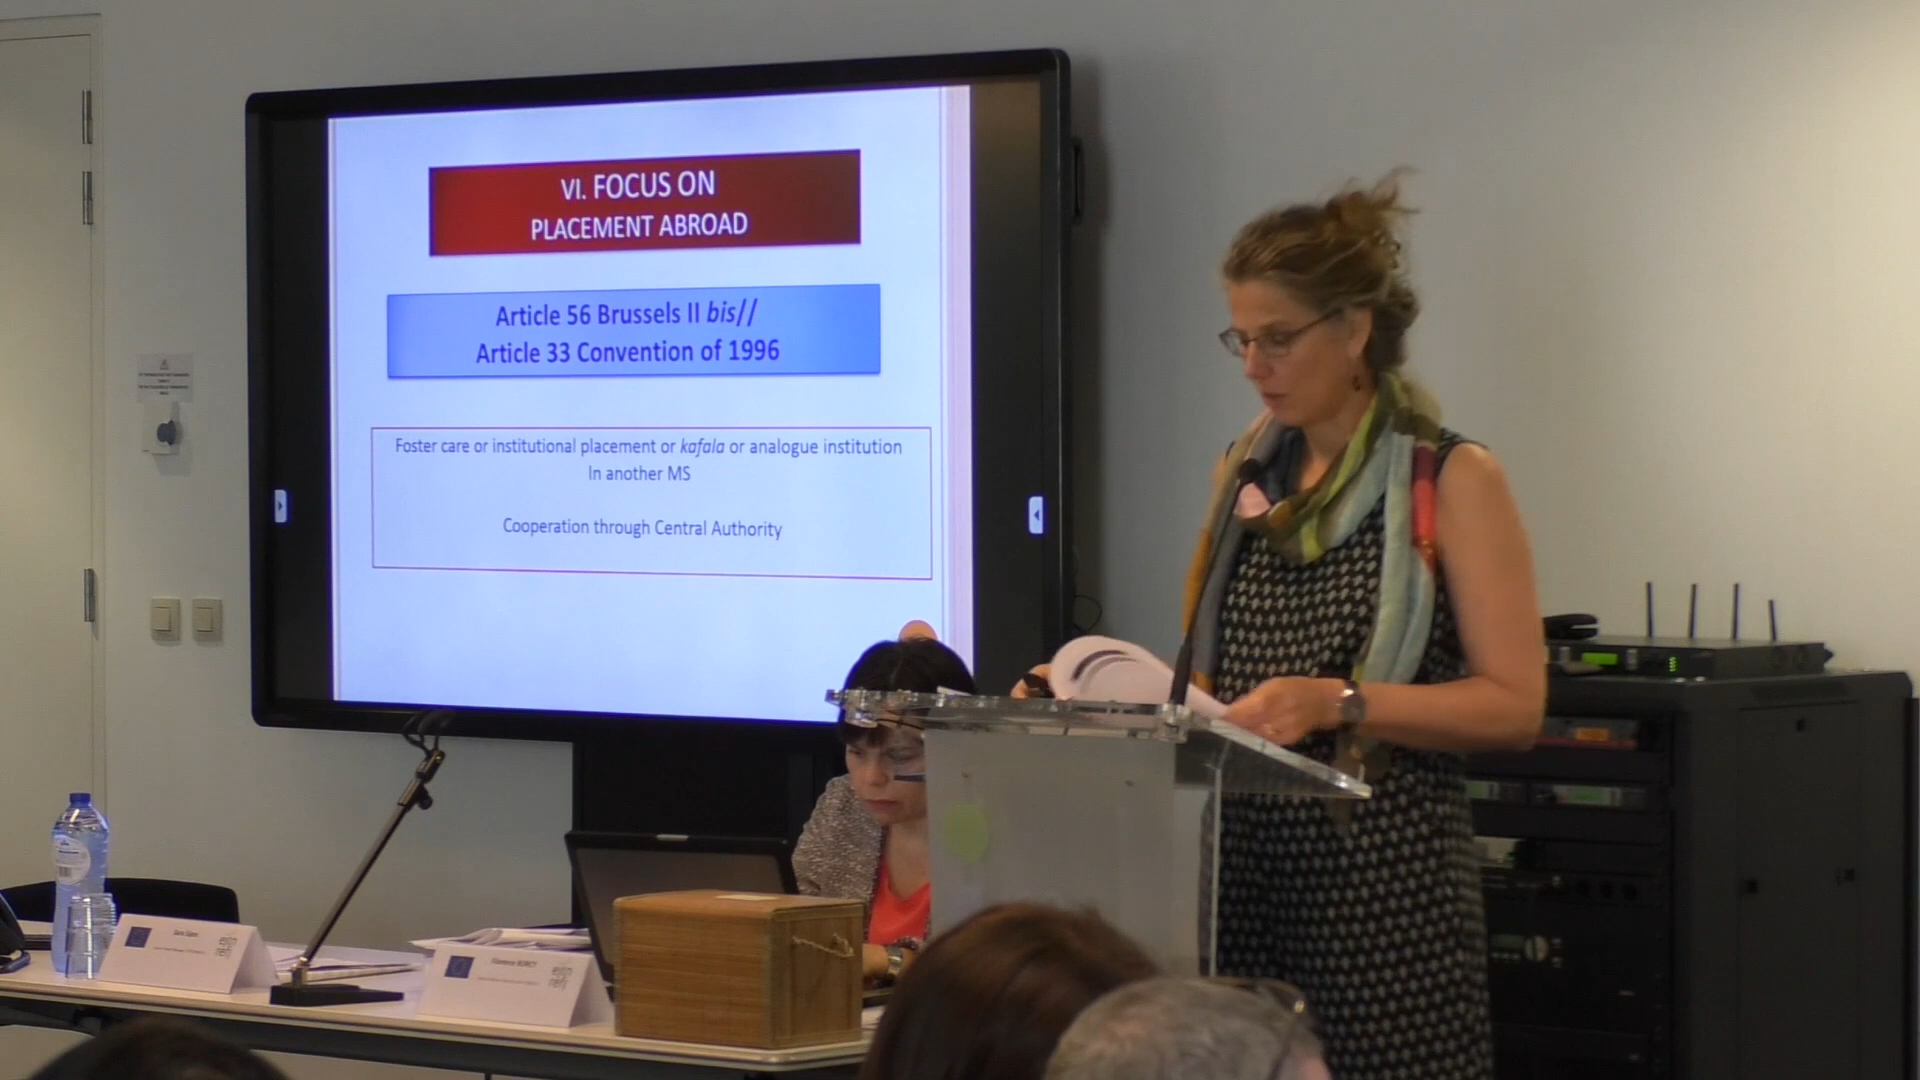 VI. FOCUS ON
PLACEMENT ABROAD
Article 56 Brussels II bis//
Article 33 Convention of 1996
Foster care or institutional placement or kafala or analogue institution
In another MS
Cooperation through Central Authority